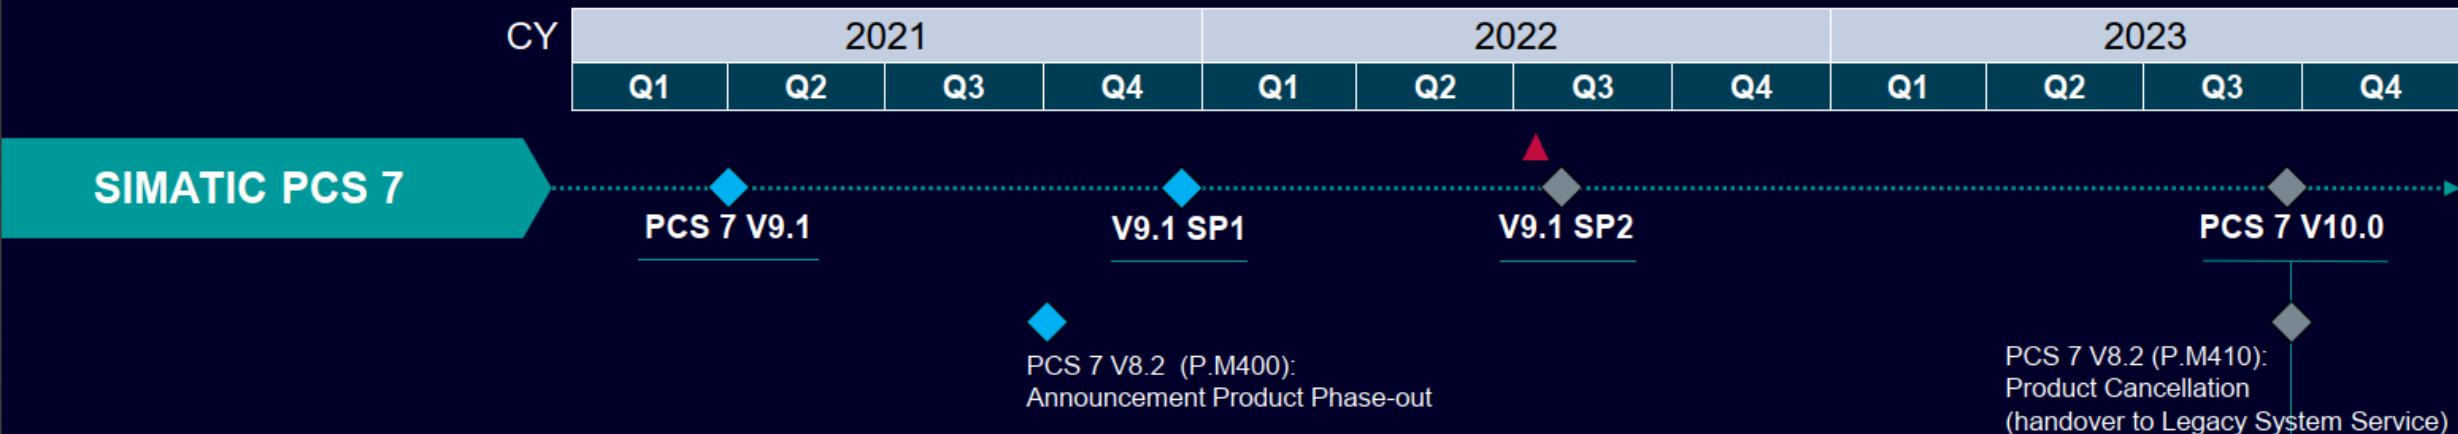 CY 2021 2022 2023
Q1 Q2 Q3 Q4 Q1 Q2 Q3 Q4 Q1 Q2 Q3 Q4
SIMATIC PCS 7
PCS 7 V9.1 V9.1 SP1 V9.1 SP2 PCS 7 V10.0
PCS 7 V8.2 (P.M400):
Announcement Product Phase-out
PCS 7 V8.2 (P.M410):
Product Cancellation
(handover to Legacy System Service)